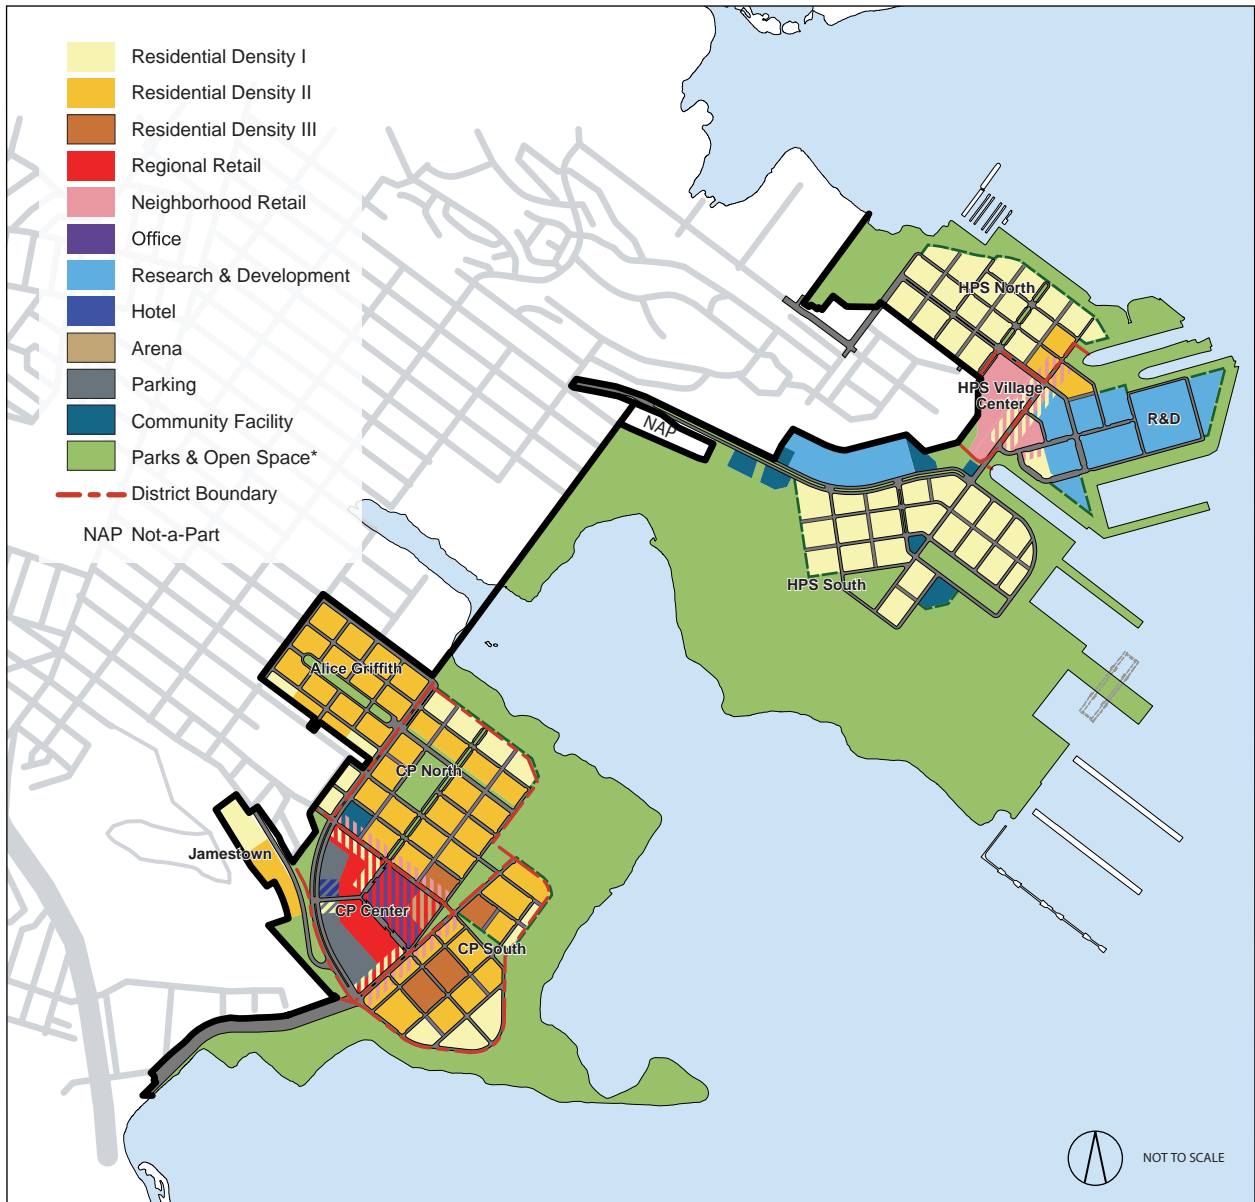 Residential Density I
Residential Density II
Residential Density III
Regional Retail
Neighborhood Retail
Office
Research & Development
Hotel
Arena
Parking
Community Facility
Parks & Open Space*
District Boundary
NAP Not-a-Part
HPS North
HPS Village
Center
R&D
NAP
HPS South
Alice Griffith
CP North
Jamestown
CP Center
CP South
NOT TO SCALE